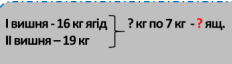 І вишня - 16 кг ягід ? кг по 7 кг - ? ящ.
ІІ вишня – 19 кг